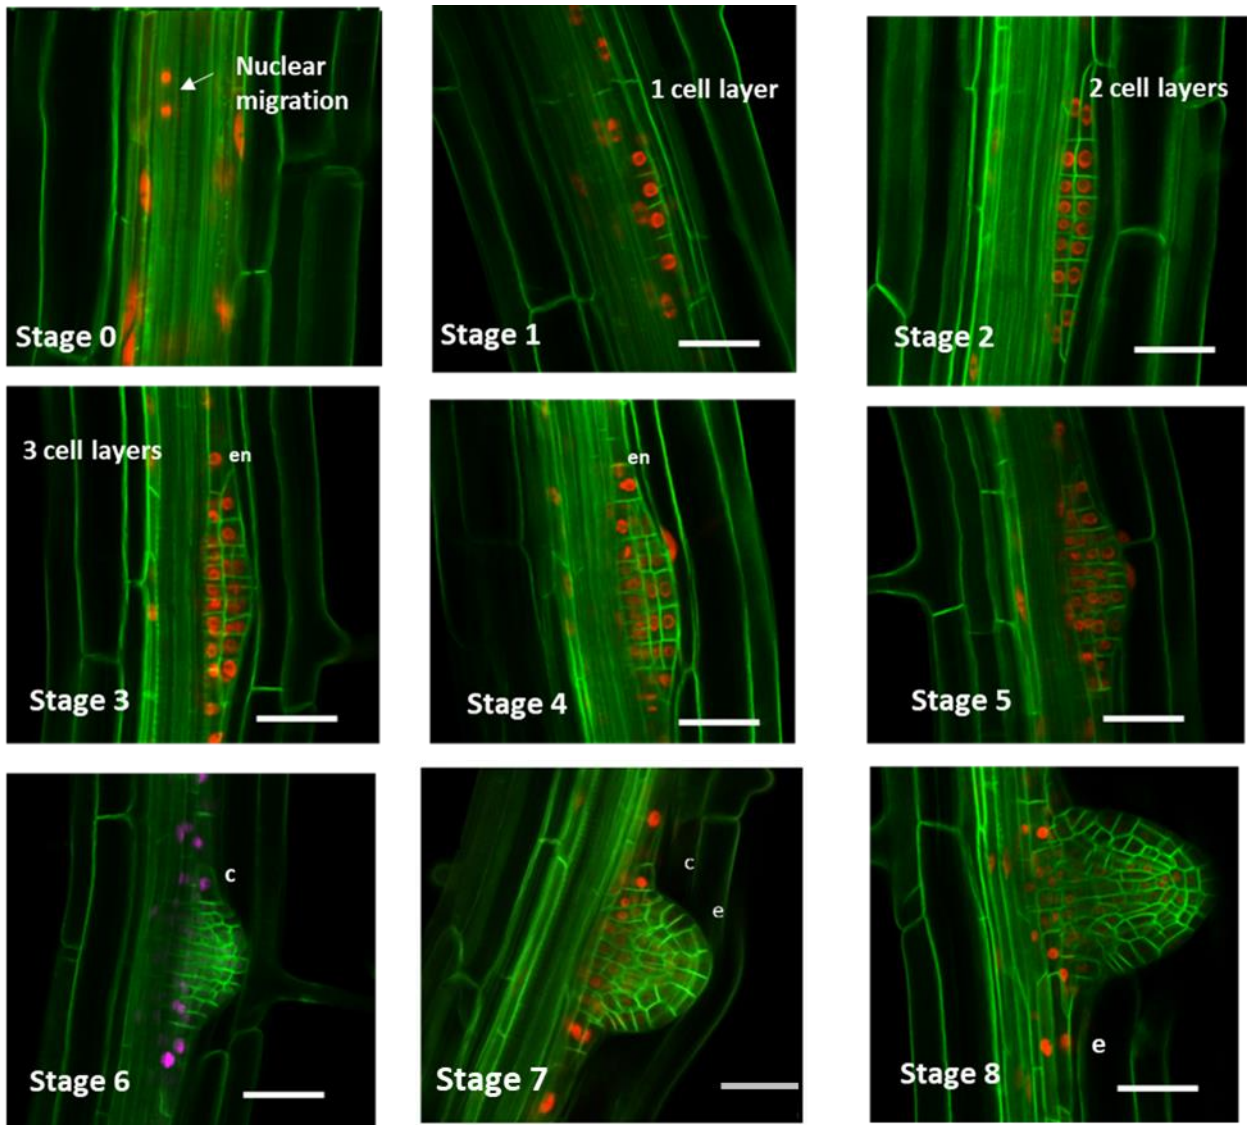 Nuclear
migration
Stage 0
1 cell layer
Stage 1
2 cell layers
Stage 2
3 cell layers
en
Stage 3
en
Stage 4
Stage 5
c
Stage 6
c
e
Stage 7
e
Stage 8